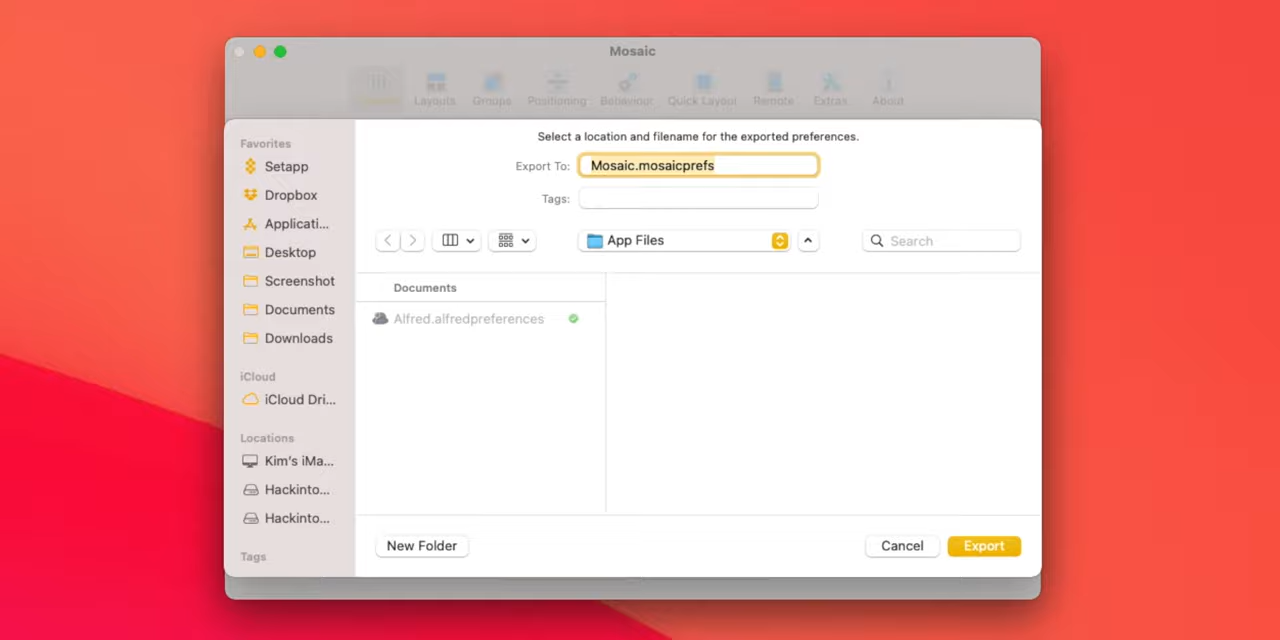 Mosaic
Layouts Groups Positioning Behaviour Quick Layout Remote Extras About
Select a location and filename for the exported preferences.
Export To: Mosaic.mosaicprefs
Tags:
App Files
Search
Favorites
Setapp
Dropbox
Applicati...
Desktop
Screenshot
Documents
Downloads
iCloud
iCloud Dri...
Locations
Kim's iMa...
Hackinto...
Hackinto...
Tags
Documents
Alfred.alfredpreferences
New Folder
Cancel Export